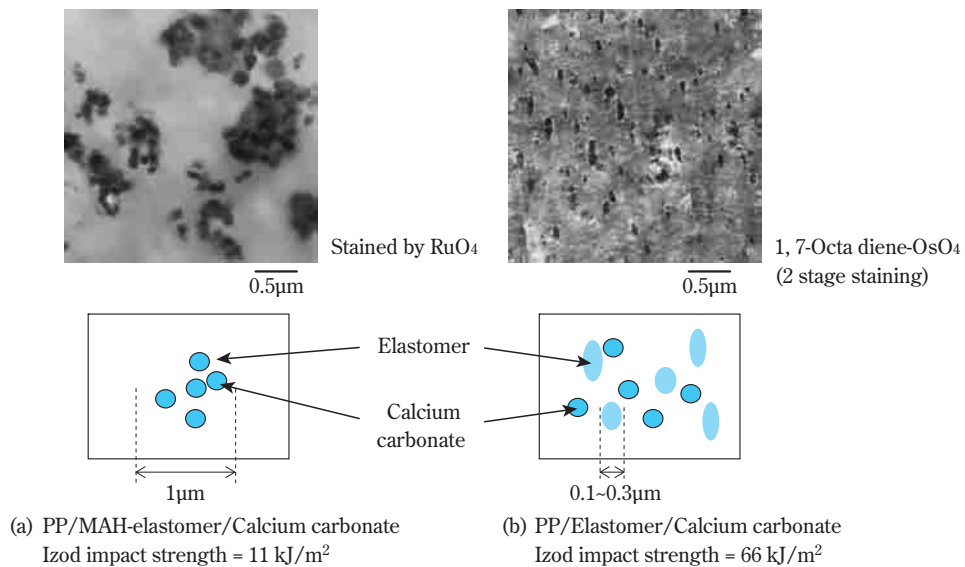 Stained by RuO₄
0.5µm
1, 7-Octa diene-OsO₄
(2 stage staining)
0.5µm
Elastomer
Calcium
carbonate
1µm
0.1~0.3µm
(a) PP/MAH-elastomer/Calcium carbonate
Izod impact strength = 11 kJ/m²
(b) PP/Elastomer/Calcium carbonate
Izod impact strength = 66 kJ/m²